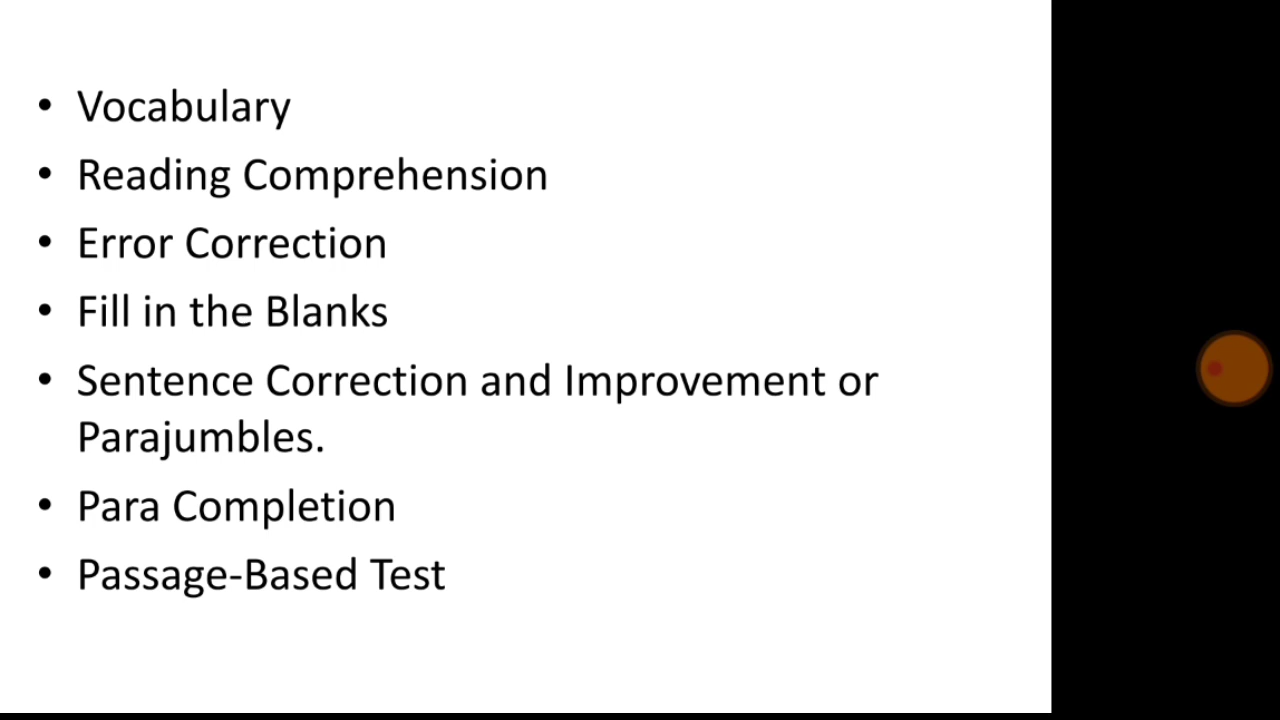 • Vocabulary
• Reading Comprehension
• Error Correction
• Fill in the Blanks
• Sentence Correction and Improvement or
Parajumbles.
• Para Completion
• Passage-Based Test